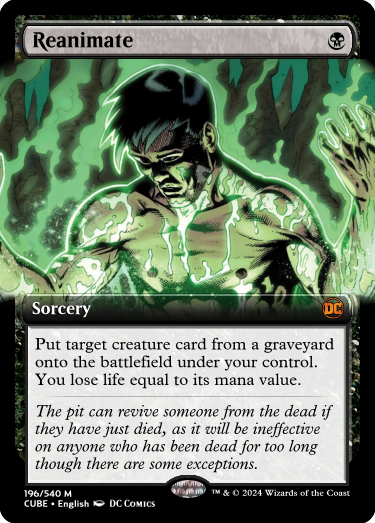 Reanimate
Sorcery
DC
Put target creature card from a graveyard
onto the battlefield under your control.
You lose life equal to its mana value.
The pit can revive someone from the dead if
they have just died, as it will be ineffective
on anyone who has been dead for too long
though there are some exceptions.
196/540 M
CUBE • English DC COMICS
™ & © 2024 Wizards of the Coast